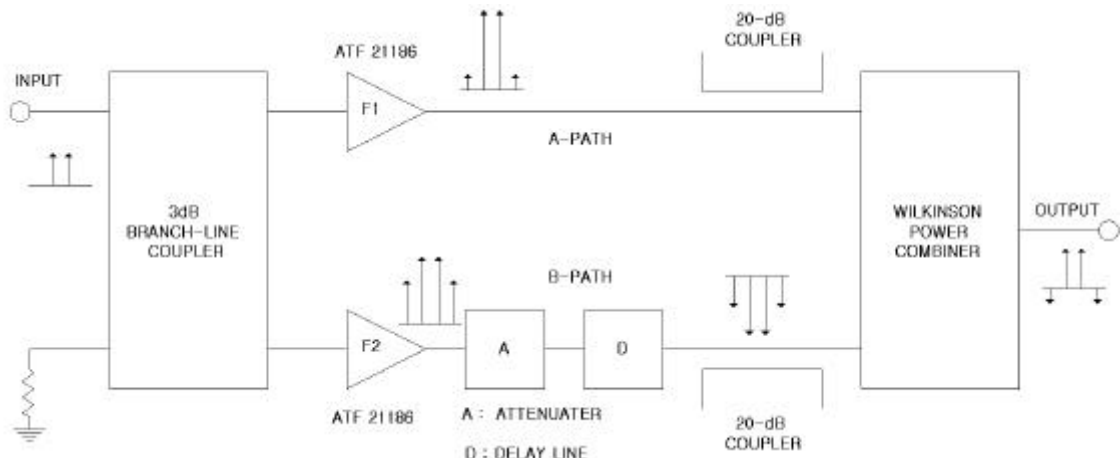 20-dB
COUPLER
ATF 21186
INPUT
F1
A-PATH
3dB
BRANCH-LINE
COUPLER
WILKINSON
POWER
COMBINER
OUTPUT
B-PATH
F2
A
D
ATF 21186
A : ATTENUATER
D : DELAY LINE
20-dB
COUPLER